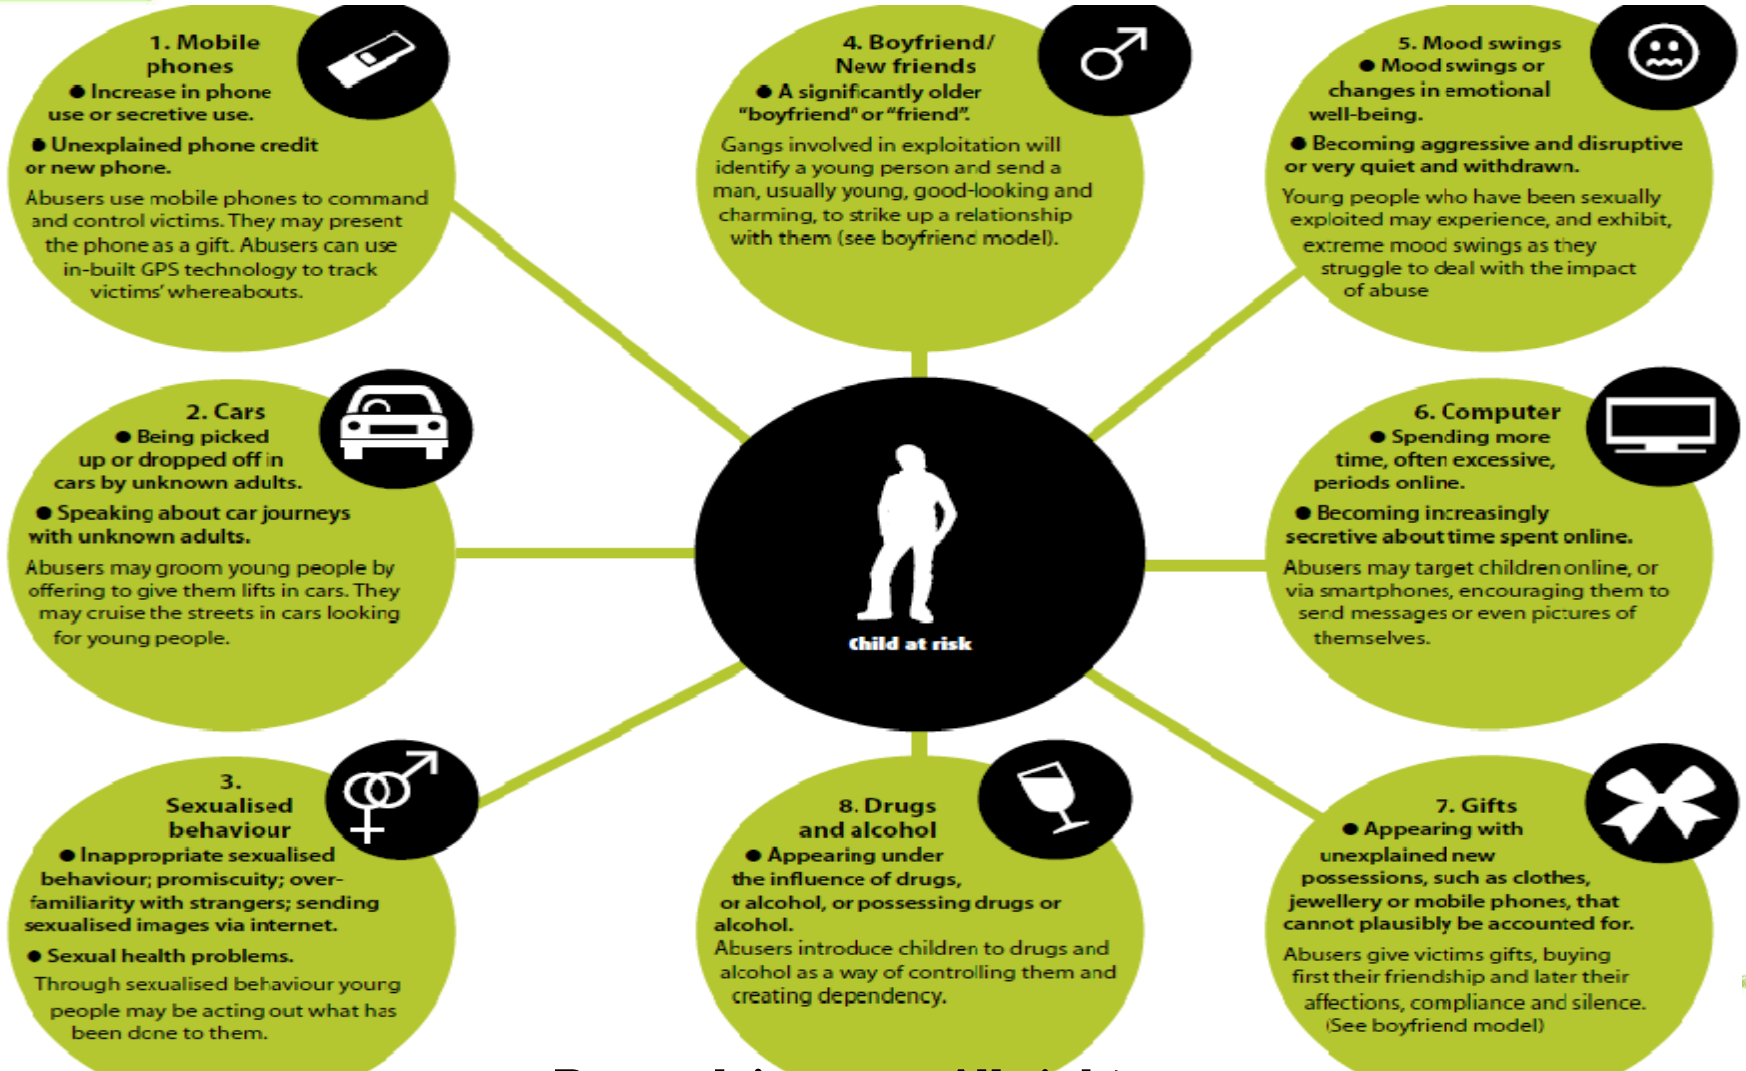 1. Mobile
phones
● Increase in phone
use or secretive use.
● Unexplained phone credit
or new phone.
Abusers use mobile phones to command
and control victims. They may present
the phone as a gift. Abusers can use
in-built GPS technology to track
victims' whereabouts.
2. Cars
● Being picked
up or dropped off in
cars by unknown adults.
● Speaking about car journeys
with unknown adults.
Abusers may groom young people by
offering to give them lifts in cars. They
may cruise the streets in cars looking
for young people.
3.
Sexualised
behaviour
● Inappropriate sexualised
behaviour; promiscuity; over-
familiarity with strangers; sending
sexualised images via internet.
● Sexual health problems.
Through sexualised behaviour young
people may be acting out what has
been done to them.
4. Boyfriend/
New friends
● A significantly older
"boyfriend" or "friend".
Gangs involved in exploitation will
identify a young person and send a
man, usually young, good-looking and
charming, to strike up a relationship
with them (see boyfriend model).
5. Mood swings
● Mood swings or
changes in emotional
well-being.
● Becoming aggressive and disruptive
or very quiet and withdrawn.
Young people who have been sexually
exploited may experience, and exhibit,
extreme mood swings as they
struggle to deal with the impact
of abuse
6. Computer
● Spending more
time, often excessive,
periods online.
● Becoming increasingly
secretive about time spent online.
Abusers may target children online, or
via smartphones, encouraging them to
send messages or even pictures of
themselves.
7. Gifts
● Appearing with
unexplained new
possessions, such as clothes,
jewellery or mobile phones, that
cannot plausibly be accounted for.
Abusers give victims gifts, buying
first their friendship and later their
affections, compliance and silence.
(See boyfriend model)
8. Drugs
and alcohol
● Appearing under
the influence of drugs,
or alcohol, or possessing drugs or
alcohol.
Abusers introduce children to drugs and
alcohol as a way of controlling them and
creating dependency.
Child at risk